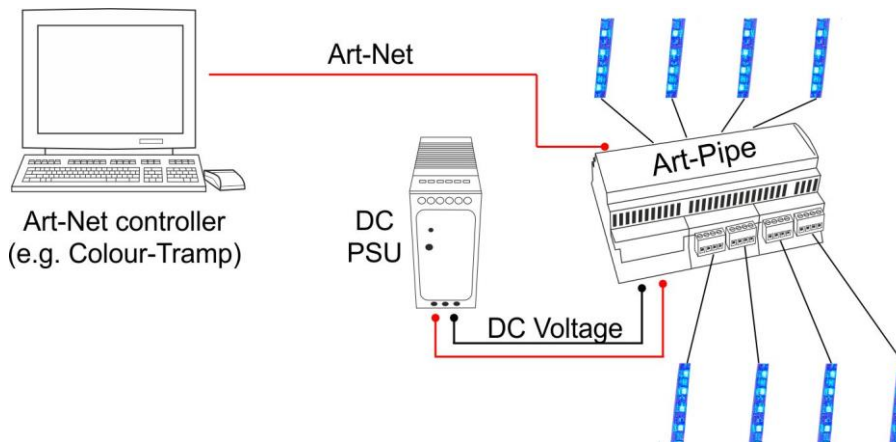 Art-Net
Art-Pipe
Art-Net controller
(e.g. Colour-Tramp)
DC
PSU
DC Voltage